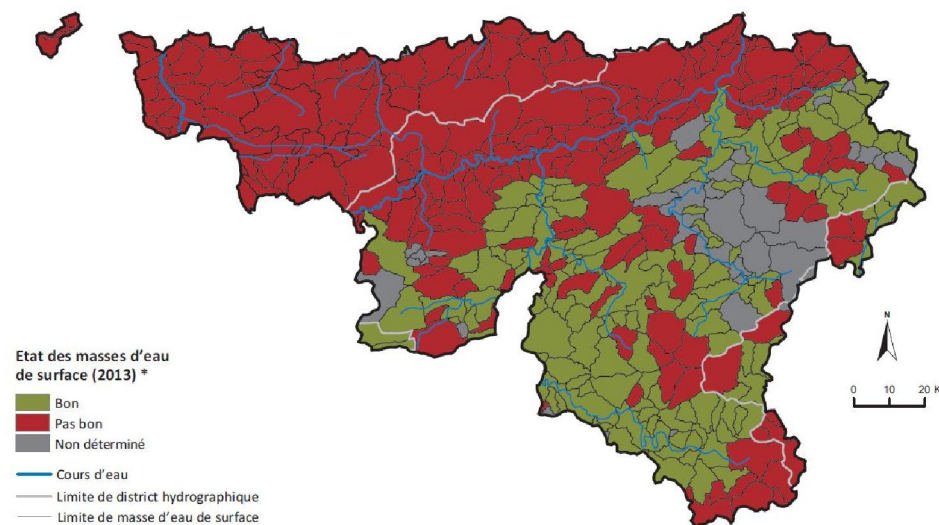 N
0 10 20 K
Etat des masses d'eau
de surface (2013) *
Bon
Pas bon
Non déterminé
Cours d'eau
Limite de district hydrographique
Limite de masse d'eau de surface